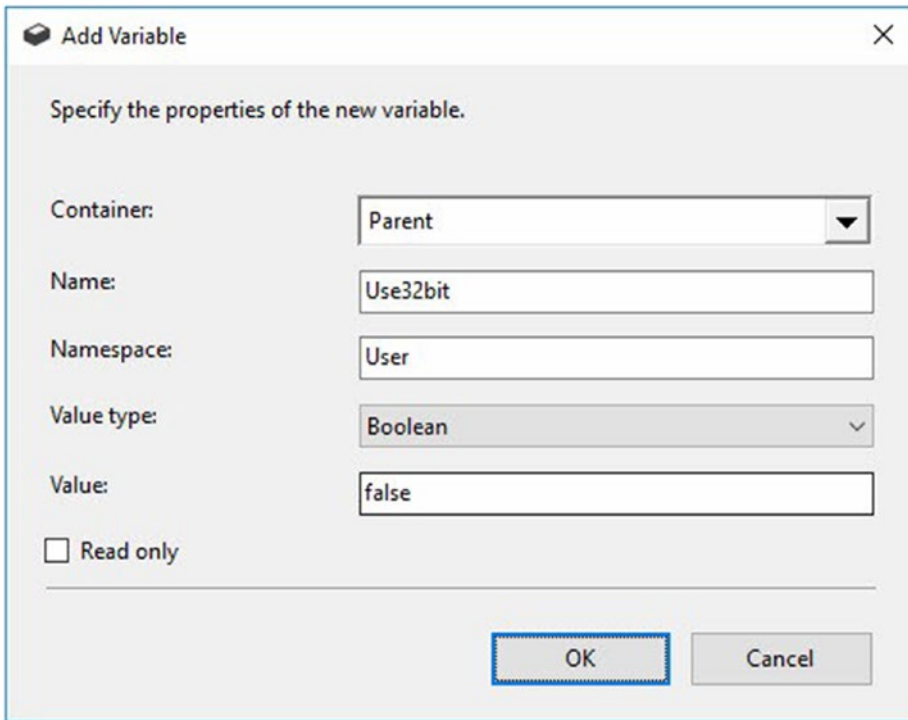 Add Variable
Specify the properties of the new variable.
Container: Parent
Name: Use32bit
Namespace: User
Value type: Boolean
Value: false
Read only
OK Cancel